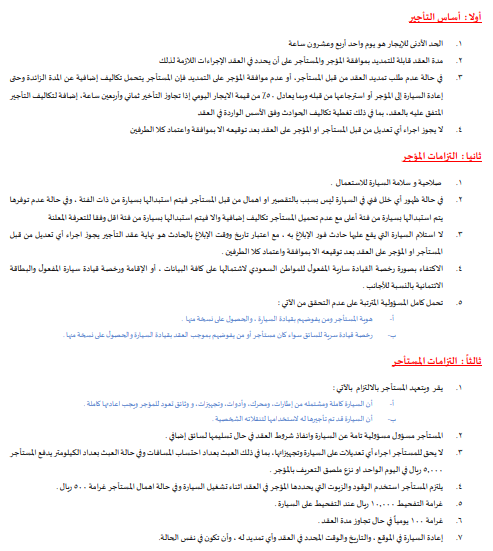 أولا: أساس التأجير
١. الحد الأدنى للإيجار هو يوم واحد أربع وعشرون ساعة
٢. مدة العقد قابلة للتمديد بموافقة المؤجر والمستأجر على أن يحدد في العقد الإجراءات اللازمة لذلك
٣. في حالة عدم طلب تمديد العقد من قبل المستأجر، أو عدم موافقة المؤجر على التمديد فإن المستأجر يتحمل تكاليف إضافية عن المدة الزائدة وحتى
إعادة السيارة إلى المؤجر أو استرجاعها من قبله وبما يعادل ٥٠٪ من قيمة الايجار اليومي إذا تجاوز التأخير ثماني وأربعين ساعة، إضافة لتكاليف التأجير
المتفق عليه بالعقد، بما في ذلك تغطية تكاليف الحوادث وفق الأسس الواردة في العقد
٤. لا يجوز اجراء أي تعديل من قبل المستأجر او المؤجر على العقد بعد توقيعه الا بموافقة واعتماد كلا الطرفين
ثانيا: التزامات المؤجر
١. صلاحية و سلامة السيارة للاستعمال .
٢. في حالة ظهور أي خلل فني في السيارة ليس بسبب بالتقصير او اهمال من قبل المستأجر فيتم استبدالها بسيارة من ذات الفئة ، وفي حالة عدم توفرها
يتم استبدالها بسيارة من فئة أعلى مع عدم تحميل المستأجر تكاليف إضافية والا فيتم استبدالها بسيارة من فئة اقل وفقا للتعرفة المعلنة
٣. لا استلام السيارة التي يقع عليها حادث فور الإبلاغ به ، مع اعتبار تاريخ ووقت الإبلاغ بالحادث هو نهاية عقد التأجير يجوز اجراء أي تعديل من قبل
المستأجر او المؤجر على العقد بعد توقيعه الا بموافقة واعتماد كلا الطرفين .
٤. الاكتفاء بصورة رخصة القيادة سارية المفعول للمواطن السعودي لاشتمالها على كافة البيانات ، أو الإقامة ورخصة قيادة سارية المفعول والبطاقة
الائتمانية بالنسبة للأجانب .
٥. تحمل كامل المسؤولية المترتبة على عدم التحقق من الآتي :
أ- هوية المستأجر ومن يفوضهم بقيادة السيارة ، والحصول على نسخة منها .
ب- رخصة قيادة سارية للسائق سواء كان مستأجر أو من يفوضهم بموجب العقد بقيادة السيارة والحصول على نسخة منها .
ثالثاً: التزامات المستأجر
١. يقر ويتعهد المستأجر بالالتزام بالآتي:
أ- أن السيارة كاملة ومشتمله من إطارات، ومحرك، وأدوات، وتجهيزات، و وثائق تعود للمؤجر ويجب اعادتها كاملة .
ب- أن السيارة قد تم تأجيرها له لاستخدامها لتنقلاته الشخصية .
٢. المستأجر مسؤول مسؤولية تامة عن السيارة وانفاذ شروط العقد في حال تسليمها لسائق إضافي .
٣. لا يحق للمستأجر اجراء أي تعديلات على السيارة وتجهيزاتها، بما في ذلك العبث بعداد احتساب المسافات وفي حالة العبث بعداد الكيلومتر يدفع المستأجر
٥,٠٠٠ ريال في اليوم الواحد او نزع ملصق التعريف بالمؤجر .
٤. يلتزم المستأجر استخدم الوقود والزيوت التي يحددها المؤجر في العقد اثناء تشغيل السيارة وفي حالة اهمال المستأجر غرامة ٥٠٠ ريال.
٥. غرامة التفحيط ١٠,٠٠٠ ريال عند التفحيط على السيارة .
٦. غرامة ١٠٠ يومياً في حال تجاوز مدة العقد .
٧. إعادة السيارة في الموقع ، والتاريخ والوقت المحدد في العقد وأي تمديد له ، وأن تكون في نفس الحالة.